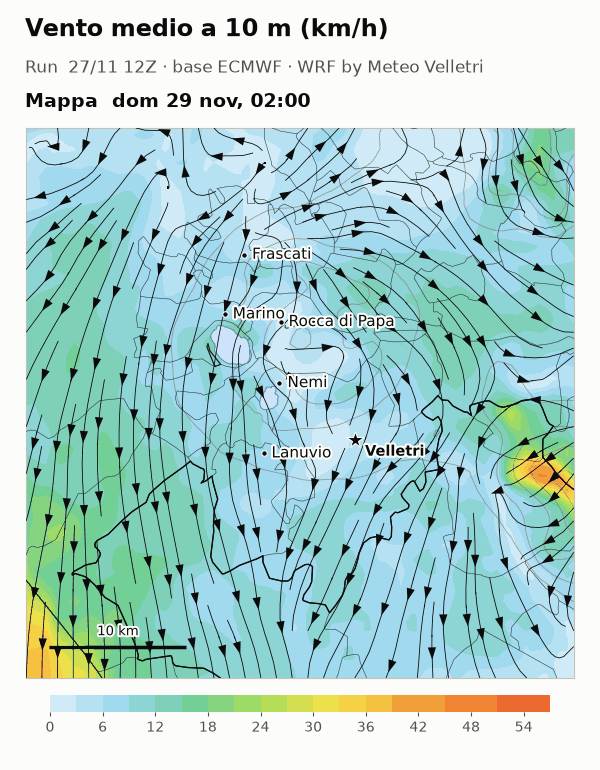 Vento medio a 10 m (km/h)
Run  27/11 12Z · base ECMWF · WRF by Meteo Velletri
Mappa  dom 29 nov, 02:00
Frascati
Marino
Rocca di Papa
Nemi
Velletri
Lanuvio
10 km
0 6 12 18 24 30 36 42 48 54